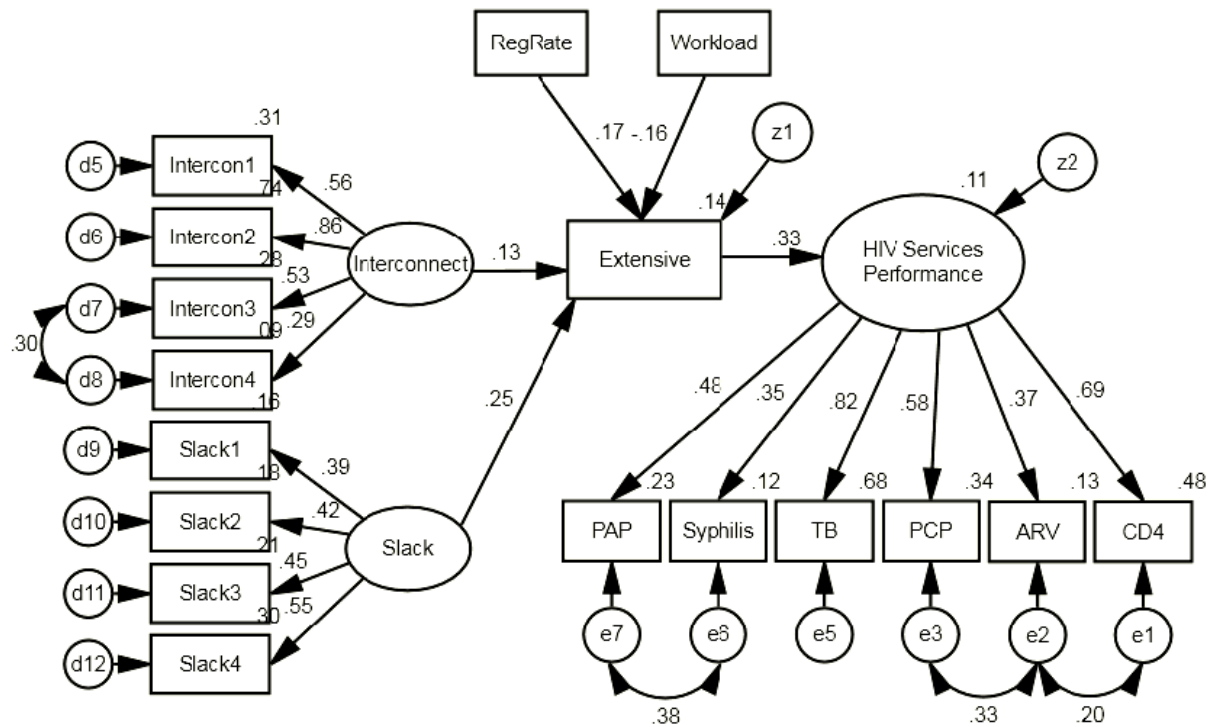 RegRate
Workload
.31
.17
-.16
z1
z2
d5
Intercon1
.74
.56
.14
.11
d6
Intercon2
.28
.86
Interconnect
.13
Extensive
.33
HIV Services
Performance
.53
d7
Intercon3
.09
.29
.30
d8
Intercon4
.16
.25
.48
.35
.82
.58
.37
.69
d9
Slack1
.18
.39
d10
Slack2
.21
.42
Slack
.45
.23
.12
.68
.34
.13
.48
PAP
Syphilis
TB
PCP
ARV
CD4
d11
Slack3
.30
.55
d12
Slack4
e7
e6
e5
e3
e2
e1
.38
.33
.20